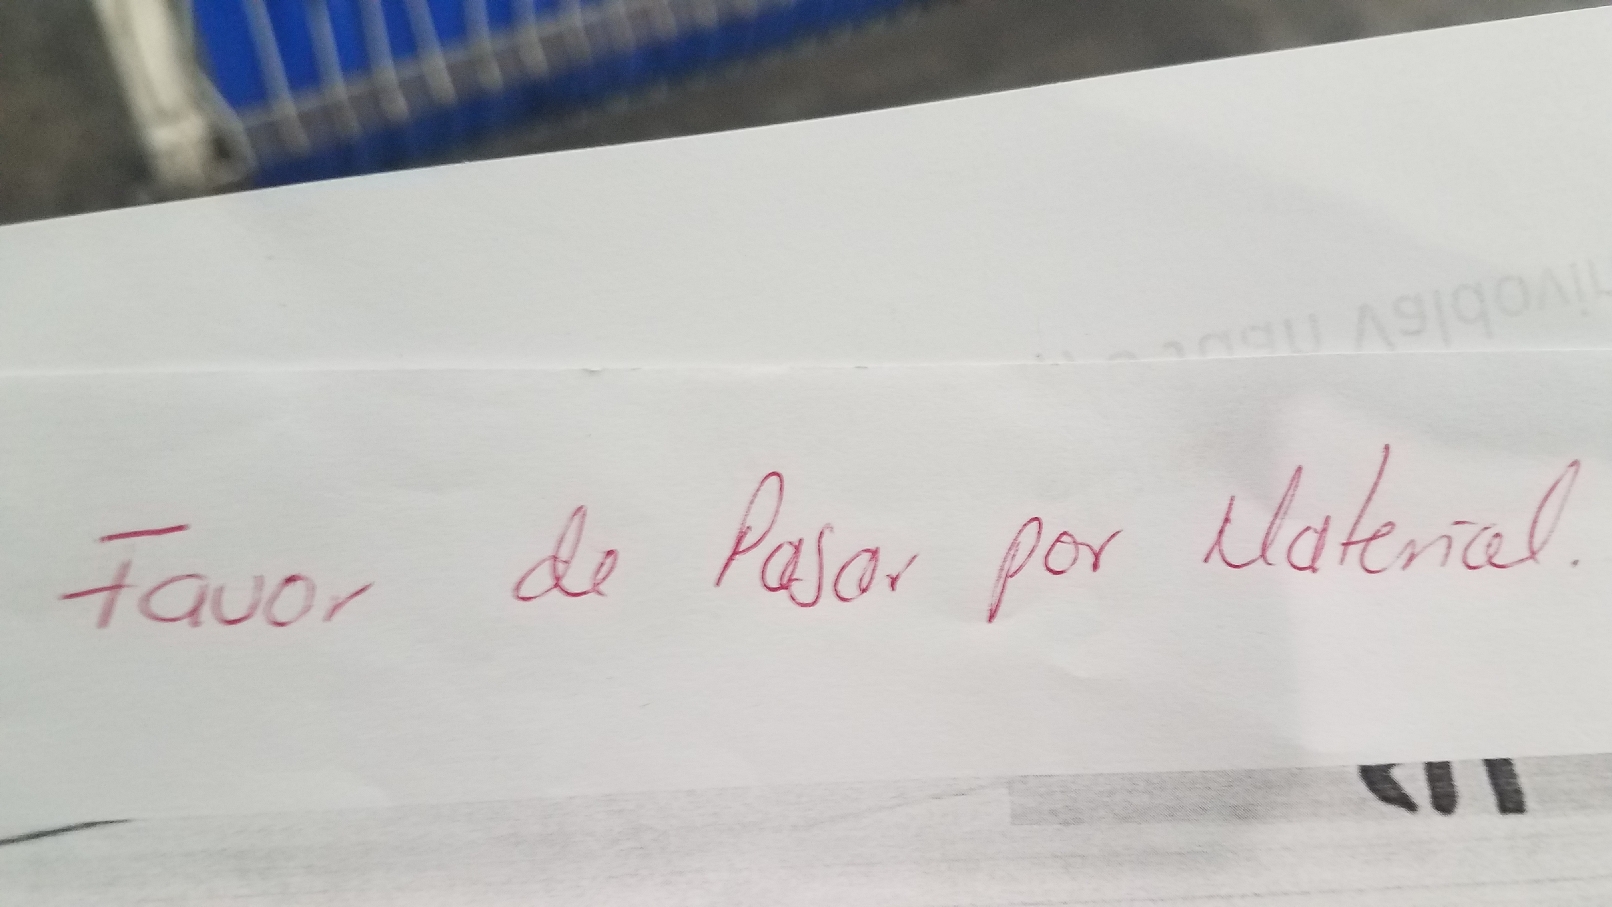 Favor de Pasar por Material.